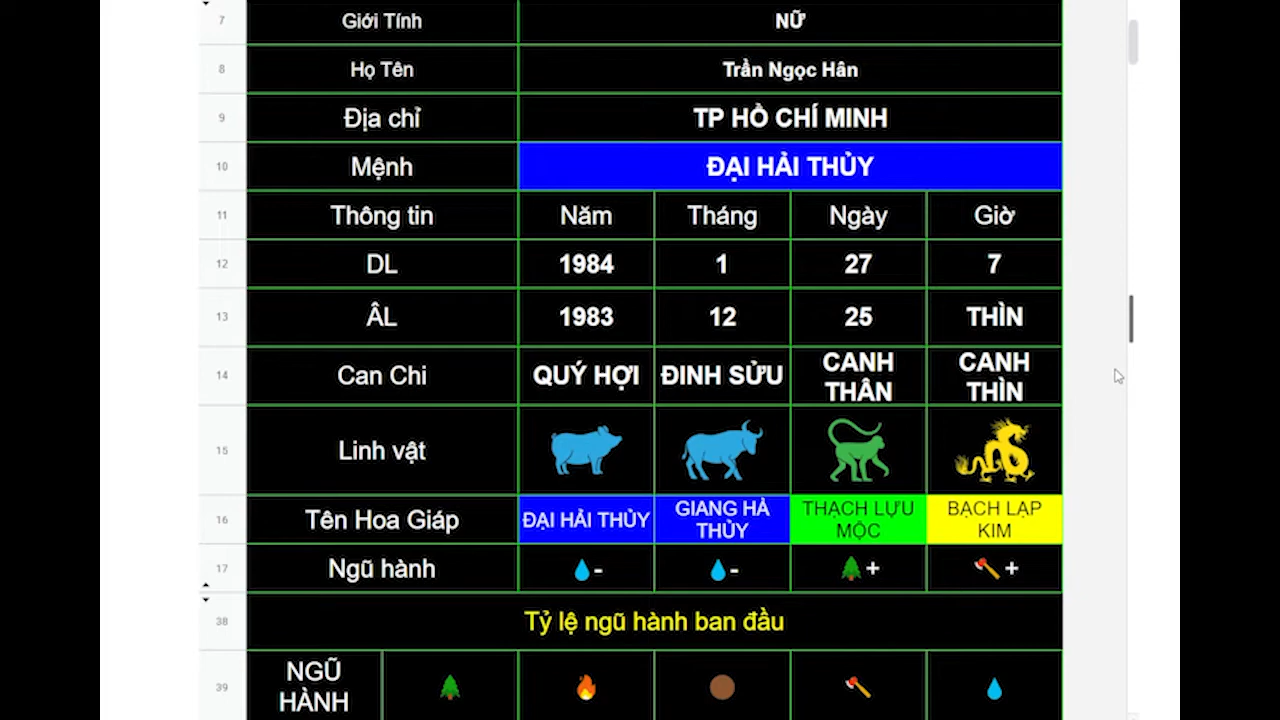 7 Giới Tính NỮ
8 Họ Tên Trần Ngọc Hân
9 Địa chỉ TP HỒ CHÍ MINH
10 Mệnh ĐẠI HẢI THỦY
11 Thông tin Năm Tháng Ngày Giờ
12 DL 1984 1 27 7
13 ÂL 1983 12 25 THÌN
14 Can Chi QUÝ HỢI ĐINH SỬU CANH THÂN CANH THÌN
15 Linh vật
16 Tên Hoa Giáp ĐẠI HẢI THỦY GIANG HÀ THỦY THẠCH LỰU MỘC BẠCH LẠP KIM
17 Ngũ hành - - + +
38 Tỷ lệ ngũ hành ban đầu
39 NGŨ HÀNH